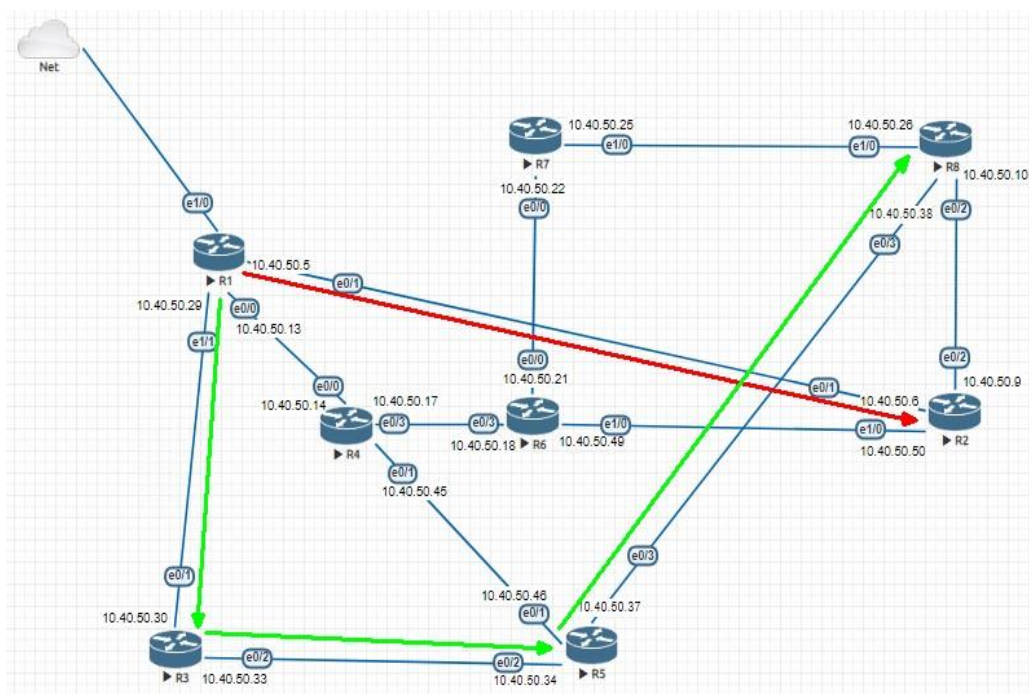 Net
10.40.50.25
e1/0
10.40.50.26
e1/0
R7
R8
10.40.50.10
10.40.50.22
e0/0
10.40.50.38
e0/2
e1/0
e0/3
10.40.50.5
R1
e0/1
10.40.50.29
e0/0
10.40.50.13
e1/1
e0/0
10.40.50.21
e0/2
10.40.50.9
e0/0
10.40.50.14
10.40.50.17
e0/1
10.40.50.6
e0/3
e0/3
e1/0
e1/0
R2
R4
10.40.50.18
R6
10.40.50.49
10.40.50.50
e0/1
10.40.50.45
e0/3
e0/1
10.40.50.46
10.40.50.37
e0/1
10.40.50.30
e0/2
e0/2
R3
10.40.50.33
10.40.50.34
R5